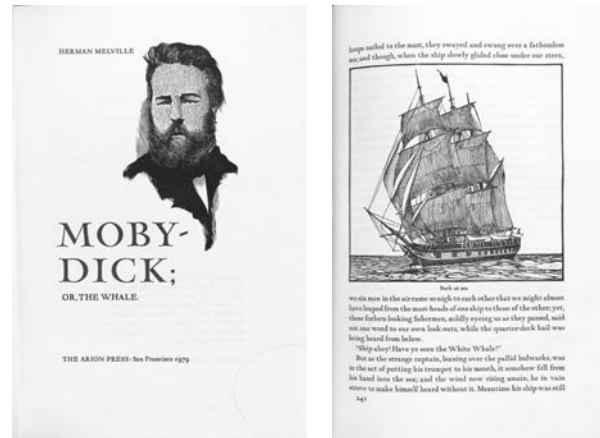 HERMAN MELVILLE
MOBY-
DICK;
OR, THE WHALE.
THE ARION PRESS: San Francisco 1979
hoops nailed to the mast, they swayed and swung over a fathomless
sea; and though, when the ship slowly glided close under our stern,
Bark at sea
we six men in the air came so nigh to each other that we might almost
have leaped from the mast-heads of one ship to those of the other; yet,
those forlorn-looking fishermen, mildly eyeing us as they passed, said
not one word to our own look-outs, while the quarter-deck hail was
being heard from below.
"Ship ahoy! Have ye seen the White Whale?"
But as the strange captain, leaning over the pallid bulwarks, was
in the act of putting his trumpet to his mouth, it somehow fell from
his hand into the sea; and the wind now rising amain, he in vain
strove to make himself heard without it. Meantime his ship was still
241